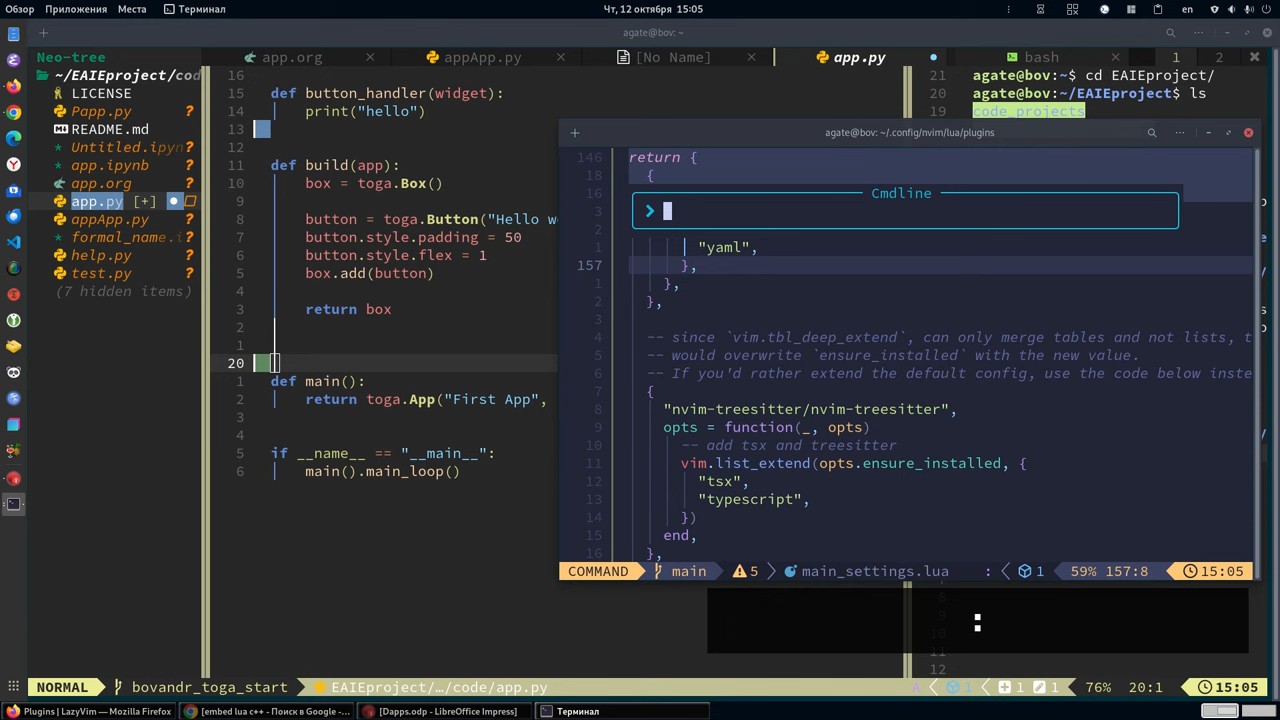 Обзор Приложения Места Терминал Чт, 12 октября 15:05 en
agate@bov: ~
Neo-tree
~/EAIEproject/code
LICENSE
Papp.py ?
README.md
Untitled.ipyn ?
app.ipynb ?
app.org ?
app.py [+]
appApp.py ?
formal_name.i ?
help.py ?
test.py ?
(7 hidden items)
app.org appApp.py [No Name] app.py bash 1 2
16
15 def button_handler(widget):
14 print("hello")
13
12
11 def build(app):
10 box = toga.Box()
9
8 button = toga.Button("Hello w
7 button.style.padding = 50
6 button.style.flex = 1
5 box.add(button)
4
3 return box
2
1
20
1 def main():
2 return toga.App("First App",
3
4
5 if __name__ == "__main__":
6 main().main_loop()
21 agate@bov:~$ cd EAIEproject/
20 agate@bov:~/EAIEproject$ ls
19 code_projects
agate@bov: ~/.config/nvim/lua/plugins
146 return {
18 {
16
Cmdline
3
2
1 "yaml",
157 },
1 },
2 },
3
4 -- since `vim.tbl_deep_extend`, can only merge tables and not lists, t
5 -- would overwrite `ensure_installed` with the new value.
6 -- If you'd rather extend the default config, use the code below inste
7 {
8 "nvim-treesitter/nvim-treesitter",
9 opts = function(_, opts)
10 -- add tsx and treesitter
11 vim.list_extend(opts.ensure_installed, {
12 "tsx",
13 "typescript",
14 })
15 end,
16 },
COMMAND main 5 main_settings.lua : 1 59% 157:8 15:05
:
8
9
10
11
12
NORMAL bovandr_toga_start EAIEproject/…/code/app.py A 1 1 1 76% 20:1 15:05
Plugins | LazyVim — Mozilla Firefox [embed lua c++ - Поиск в Google -... [Dapps.odp - LibreOffice Impress] Терминал